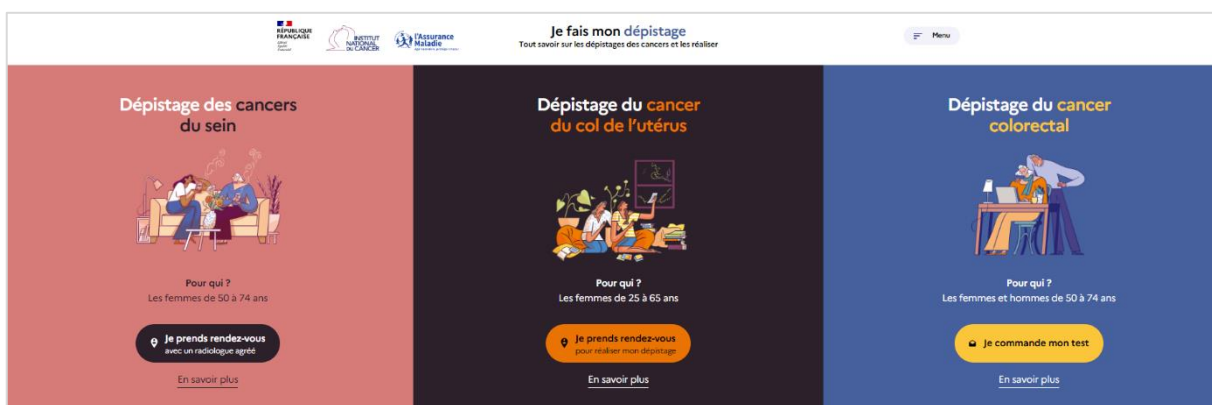 RÉPUBLIQUE
FRANÇAISE
INSTITUT
NATIONAL
DU CANCER
l'Assurance
Maladie
Je fais mon dépistage
Tout savoir sur les dépistages des cancers et les réaliser
Menu
Dépistage des cancers
du sein
Pour qui ?
Les femmes de 50 à 74 ans
Je prends rendez-vous
avec un radiologue agréé
En savoir plus
Dépistage du cancer
du col de l'utérus
Pour qui ?
Les femmes de 25 à 65 ans
Je prends rendez-vous
pour réaliser mon dépistage
En savoir plus
Dépistage du cancer
colorectal
Pour qui ?
Les femmes et hommes de 50 à 74 ans
Je commande mon test
En savoir plus